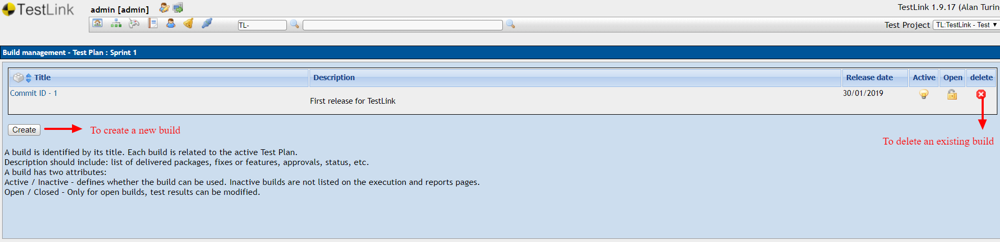 TestLink
admin [admin]
TestLink 1.9.17 (Alan Turin
TL-
Test Project TL:TestLink - Test
Build management - Test Plan : Sprint 1
Title Description Release date Active Open delete
Commit ID - 1 First release for TestLink 30/01/2019
Create To create a new build
To delete an existing build
A build is identified by its title. Each build is related to the active Test Plan.
Description should include: list of delivered packages, fixes or features, approvals, status, etc.
A build has two attributes:
Active / Inactive - defines whether the build can be used. Inactive builds are not listed on the execution and reports pages.
Open / Closed - Only for open builds, test results can be modified.